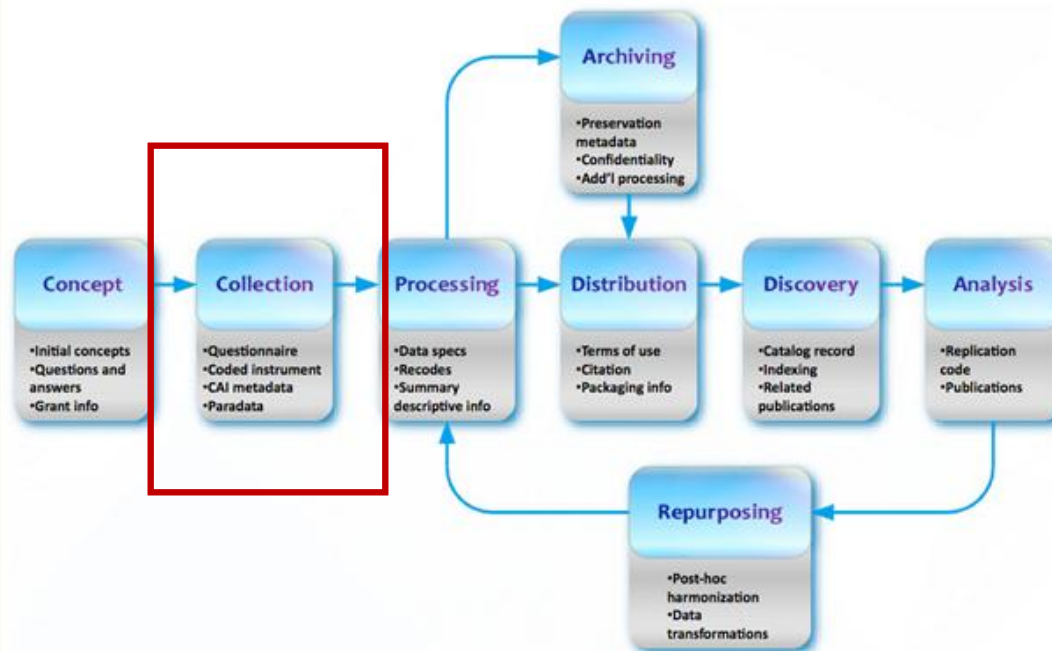 Archiving
•Preservation
metadata
•Confidentiality
•Add'l processing
Concept
•Initial concepts
•Questions and
answers
•Grant info
Collection
•Questionnaire
•Coded instrument
•CAI metadata
•Paradata
Processing
•Data specs
•Recodes
•Summary
descriptive info
Distribution
•Terms of use
•Citation
•Packaging info
Discovery
•Catalog record
•Indexing
•Related
publications
Analysis
•Replication
code
•Publications
Repurposing
•Post-hoc
harmonization
•Data
transformations